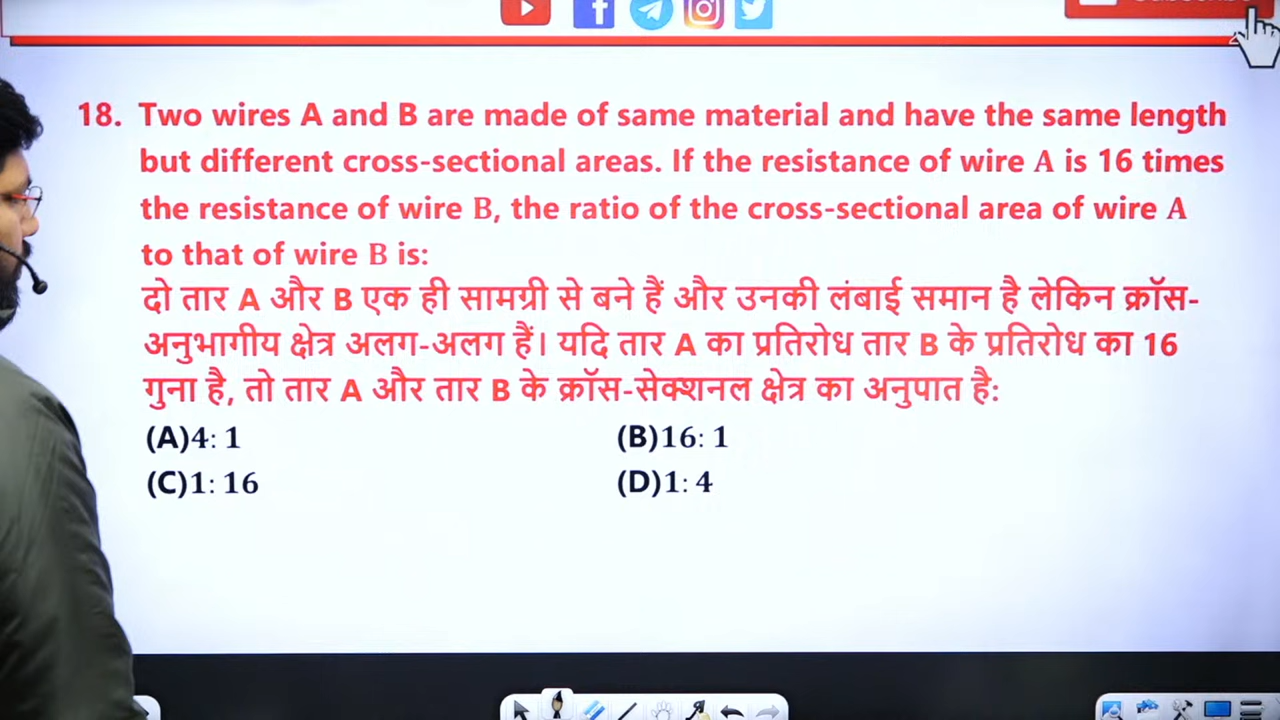 18. Two wires A and B are made of same material and have the same length
but different cross-sectional areas. If the resistance of wire A is 16 times
the resistance of wire B, the ratio of the cross-sectional area of wire A
to that of wire B is:
दो तार A और B एक ही सामग्री से बने हैं और उनकी लंबाई समान है लेकिन क्रॉस-
अनुभागीय क्षेत्र अलग-अलग हैं। यदि तार A का प्रतिरोध तार B के प्रतिरोध का 16
गुना है, तो तार A और तार B के क्रॉस-सेक्शनल क्षेत्र का अनुपात है:
(A)4: 1 (B)16: 1
(C)1: 16 (D)1: 4